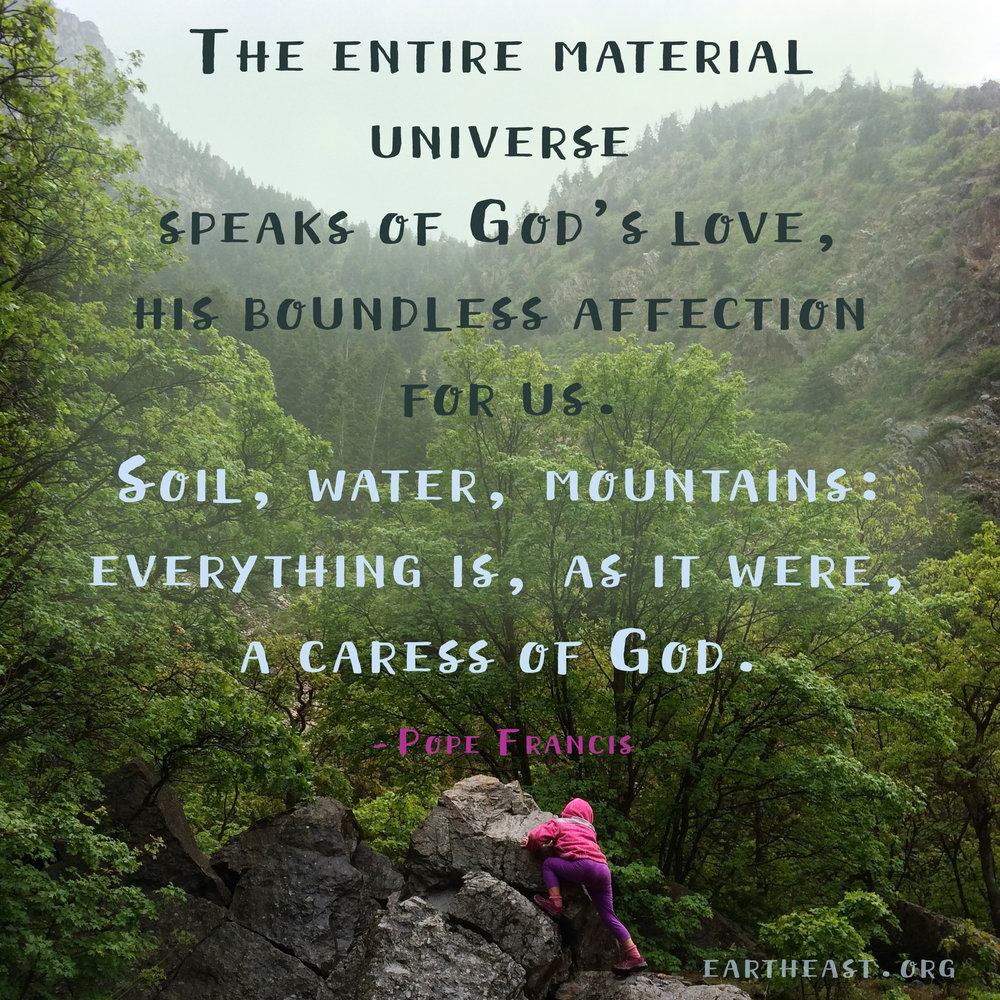 The entire material
universe
speaks of God's love,
his boundless affection
for us.
Soil, water, mountains:
everything is, as it were,
a caress of God.
-Pope Francis
eartheast.org